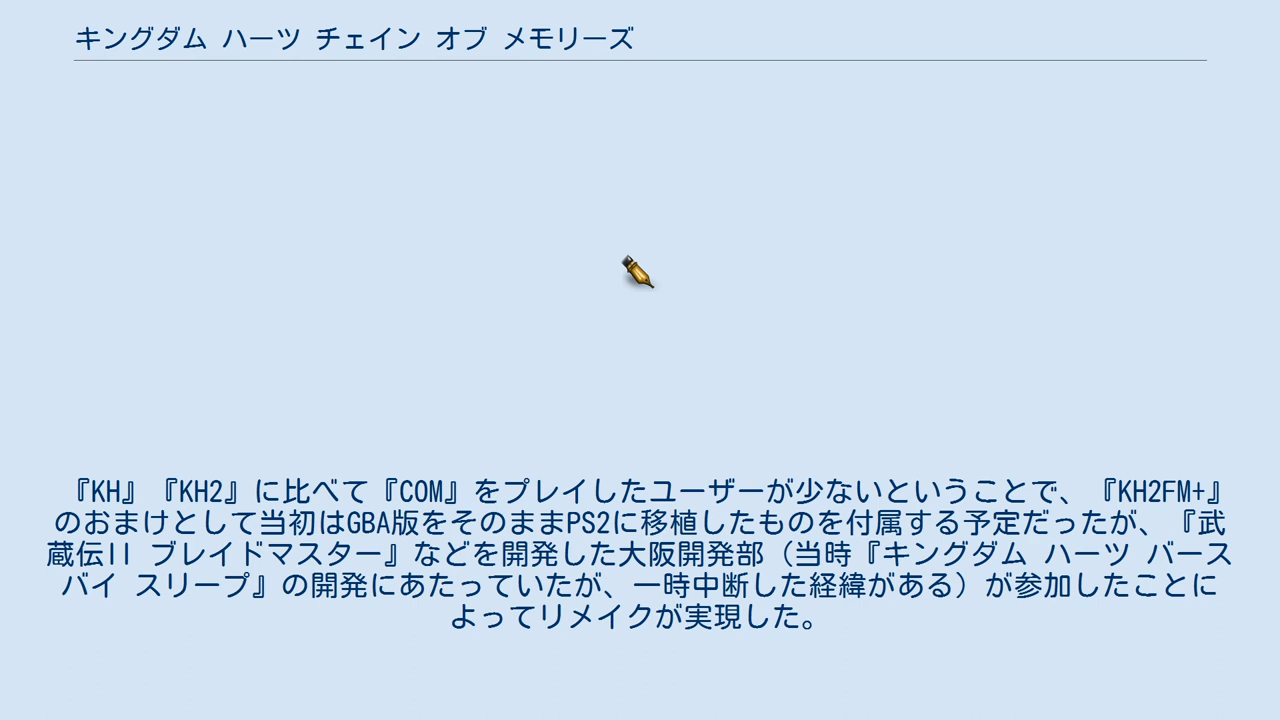 キングダム ハーツ チェイン オブ メモリーズ
『KH』『KH2』に比べて『COM』をプレイしたユーザーが少ないということで、『KH2FM+』
のおまけとして当初はGBA版をそのままPS2に移植したものを付属する予定だったが、『武
蔵伝II ブレイドマスター』などを開発した大阪開発部（当時『キングダム ハーツ バース
バイ スリープ』の開発にあたっていたが、一時中断した経緯がある）が参加したことに
よってリメイクが実現した。